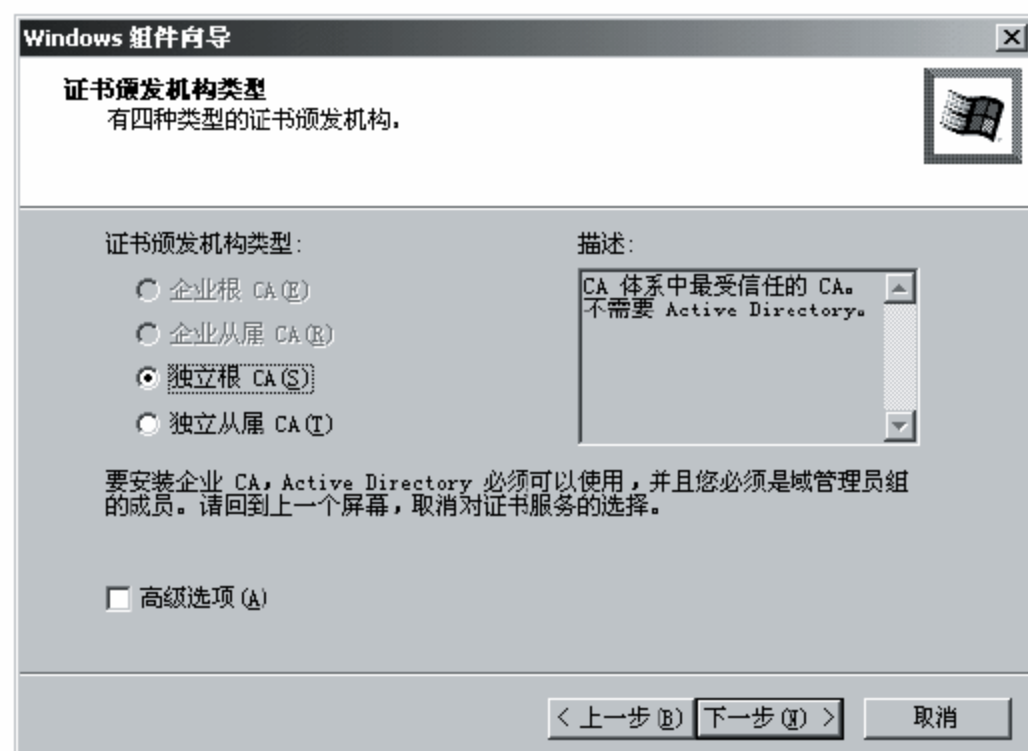 Windows 组件向导
证书颁发机构类型
有四种类型的证书颁发机构。
证书颁发机构类型:
描述:
企业根 CA(E)
企业从属 CA(R)
独立根 CA(S)
独立从属 CA(T)
CA 体系中最受信任的 CA。
不需要 Active Directory。
要安装企业 CA，Active Directory 必须可以使用，并且您必须是域管理员组
的成员。请回到上一个屏幕，取消对证书服务的选择。
高级选项(A)
< 上一步(B)
下一步(N) >
取消